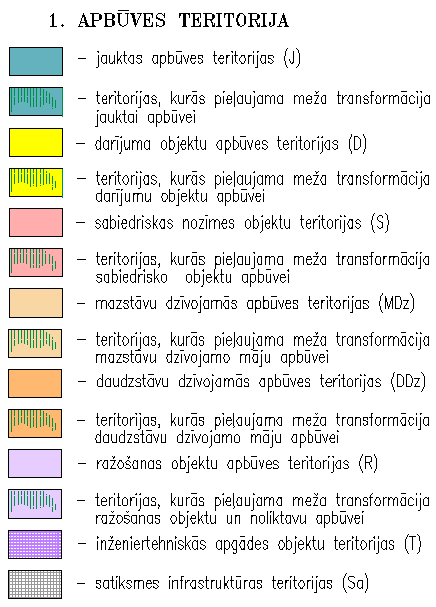 1. APBŪVES TERITORIJA
– jauktas apbūves teritorijas (J)
– teritorijas, kurās pieļaujama meža transformācija
jauktai apbūvei
– darījuma objektu apbūves teritorijas (D)
– teritorijas, kurās pieļaujama meža transformācija
darījumu objektu apbūvei
– sabiedriskas nozīmes objektu teritorijas (S)
– teritorijas, kurās pieļaujama meža transformācija
sabiedrisko objektu apbūvei
– mazstāvu dzīvojamās apbūves teritorijas (MDz)
– teritorijas, kurās pieļaujama meža transformācija
mazstāvu dzīvojamo māju apbūvei
– daudzstāvu dzīvojamās apbūves teritorijas (DDz)
– teritorijas, kurās pieļaujama meža transformācija
daudzstāvu dzīvojamo māju apbūvei
– ražošanas objektu apbūves teritorijas (R)
– teritorijas, kurās pieļaujama meža transformācija
ražošanas objektu un noliktavu apbūvei
– inženiertehniskās apgādes objektu teritorijas (T)
– satiksmes infrastruktūras teritorijas (Sa)